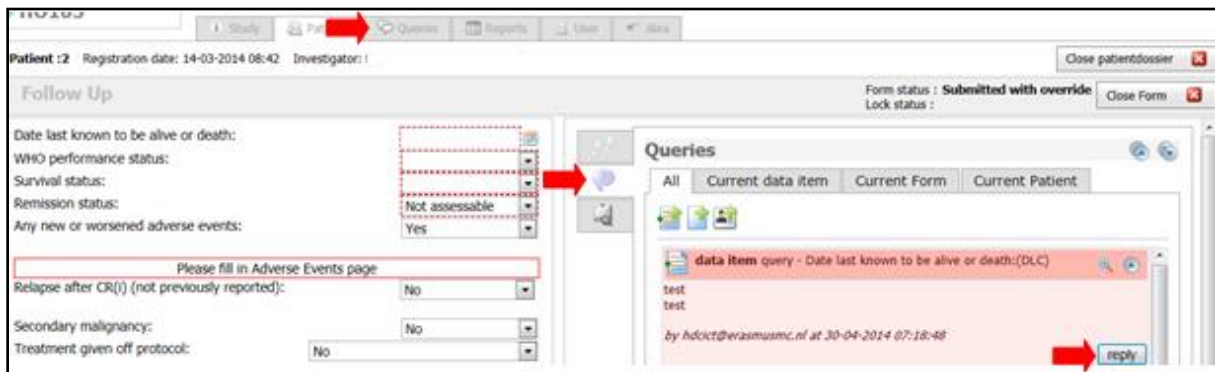 HO103
Study Queries Reports User Alea
Patient :2 Registration date: 14-03-2014 08:42 Investigator:
Close patientdossier
Follow Up
Form status : Submitted with override
Lock status :
Close Form
Date last known to be alive or death:
WHO performance status:
Survival status:
Remission status: Not assessable
Any new or worsened adverse events: Yes
Please fill in Adverse Events page
Relapse after CR(i) (not previously reported): No
Secondary malignancy: No
Treatment given off protocol: No
Queries
All Current data item Current Form Current Patient
data item query - Date last known to be alive or death:(DLC)
test
test
by hdcict@erasmusmc.nl at 30-04-2014 07:18:48
reply